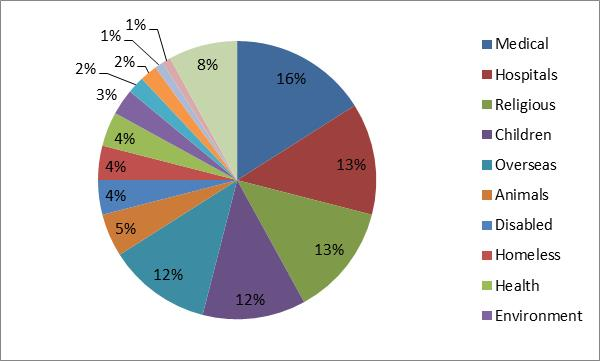 16%
13%
13%
12%
12%
5%
4%
4%
4%
3%
2%
2%
1%
1%
8%
Medical
Hospitals
Religious
Children
Overseas
Animals
Disabled
Homeless
Health
Environment